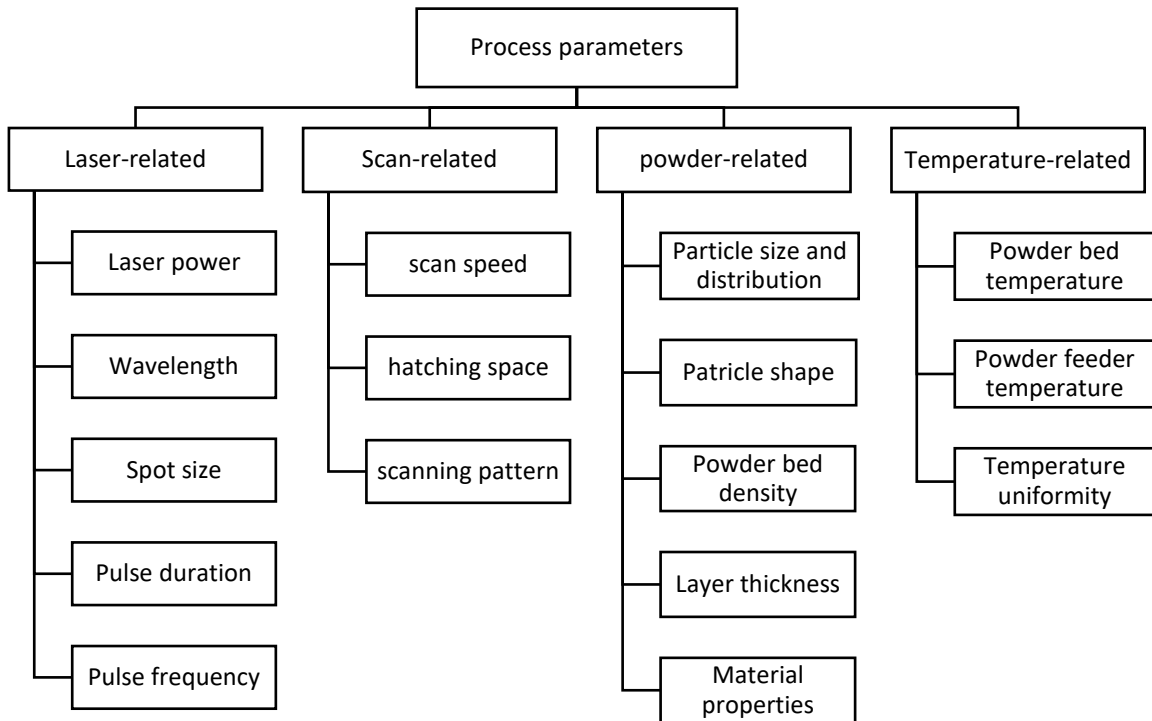 Process parameters
Laser-related
Scan-related
powder-related
Temperature-related
Laser power
Wavelength
Spot size
Pulse duration
Pulse frequency
scan speed
hatching space
scanning pattern
Particle size and
distribution
Patricle shape
Powder bed
density
Layer thickness
Material
properties
Powder bed
temperature
Powder feeder
temperature
Temperature
uniformity